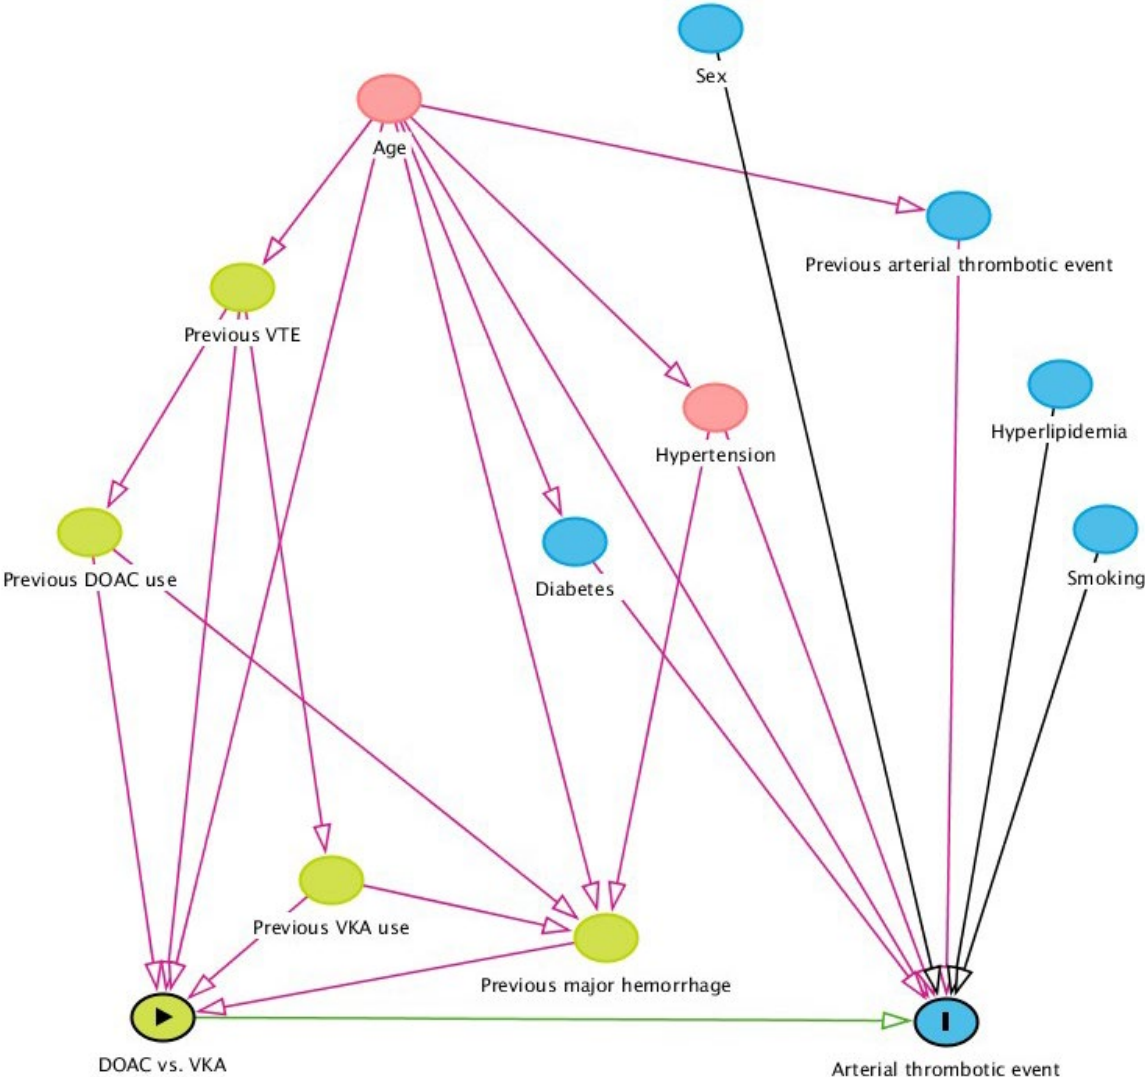 Sex
Age
Previous arterial thrombotic event
Previous VTE
Hyperlipidemia
Hypertension
Previous DOAC use
Smoking
Diabetes
Previous VKA use
Previous major hemorrhage
DOAC vs. VKA
Arterial thrombotic event